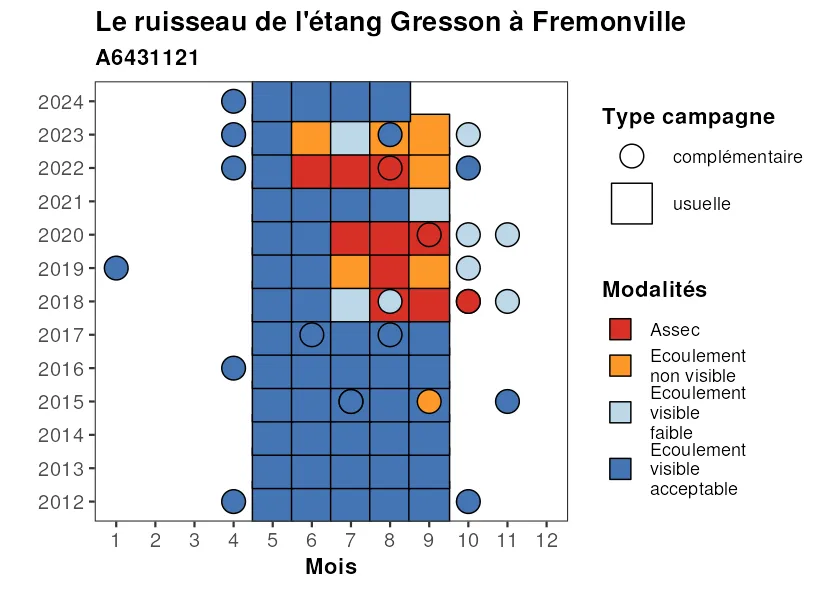 Le ruisseau de l'étang Gresson à Fremonville
A6431121
2024
2023
2022
2021
2020
2019
2018
2017
2016
2015
2014
2013
2012
1 2 3 4 5 6 7 8 9 10 11 12
Mois
Type campagne
complémentaire
usuelle
Modalités
Assec
Ecoulement
non visible
Ecoulement
visible
faible
Ecoulement
visible
acceptable